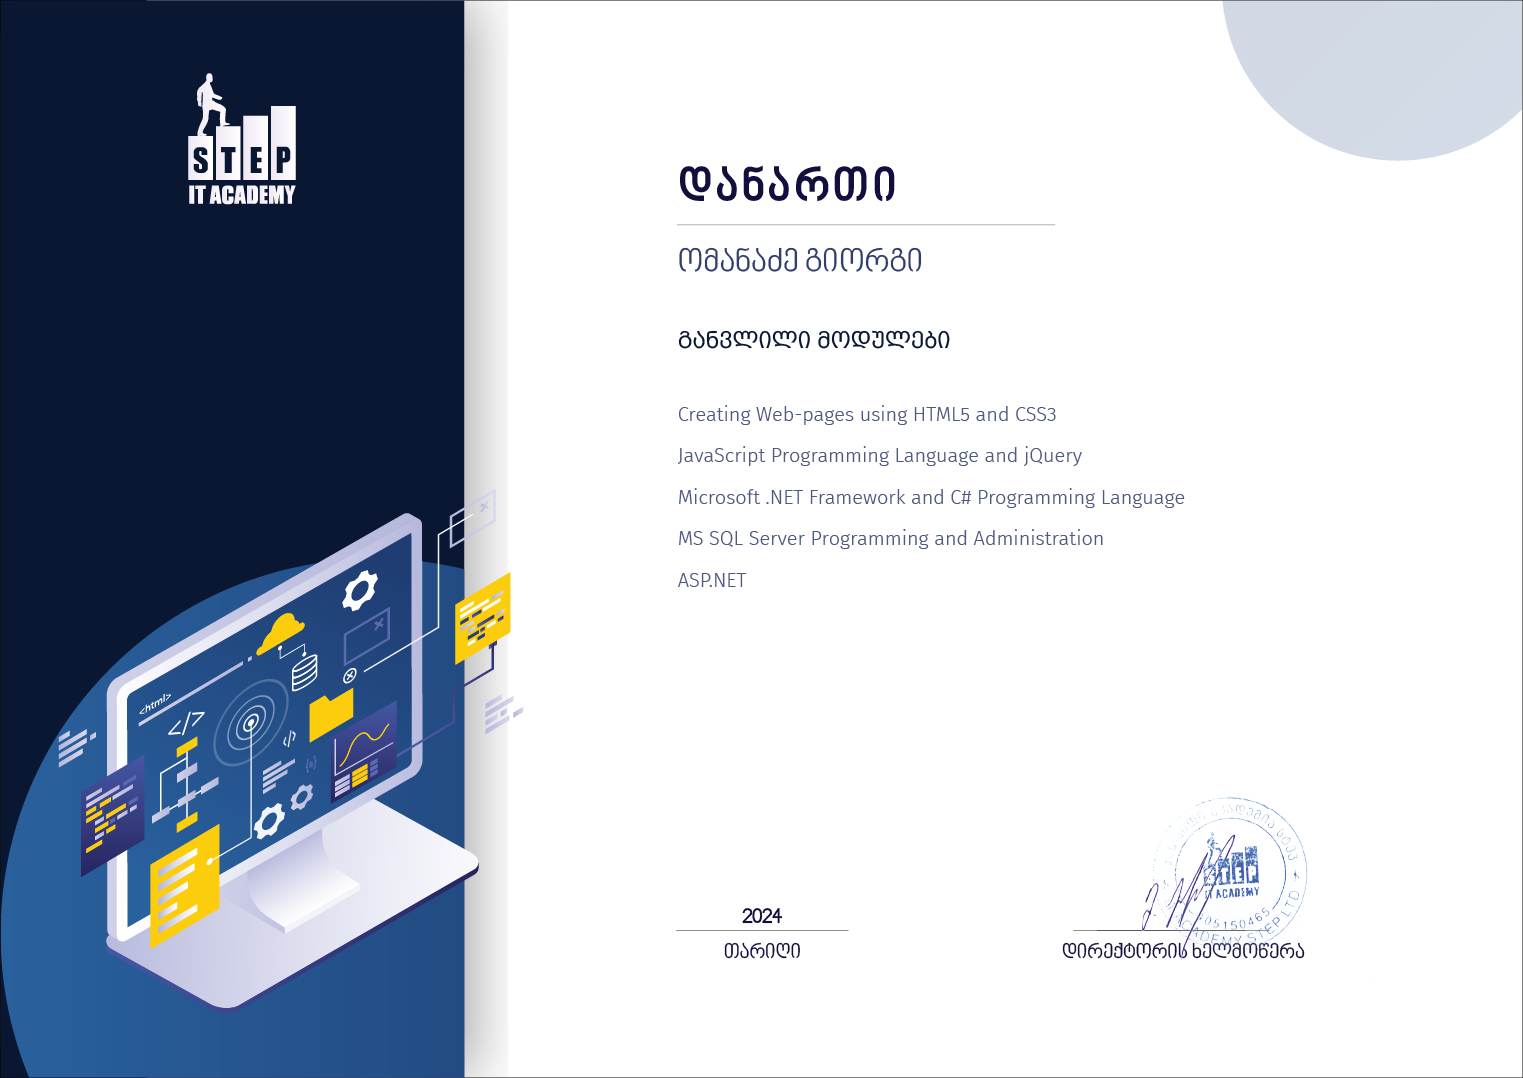 STEP
IT ACADEMY
დანართი
ომანაძე გიორგი
განვლილი მოდულები
Creating Web-pages using HTML5 and CSS3
JavaScript Programming Language and jQuery
Microsoft .NET Framework and C# Programming Language
MS SQL Server Programming and Administration
ASP.NET
<html>
</>
</>
2024
თარიღი
დირექტორის ხელმოწერა
STEP
IT ACADEMY
405150465
ACADEMY STEP LTD